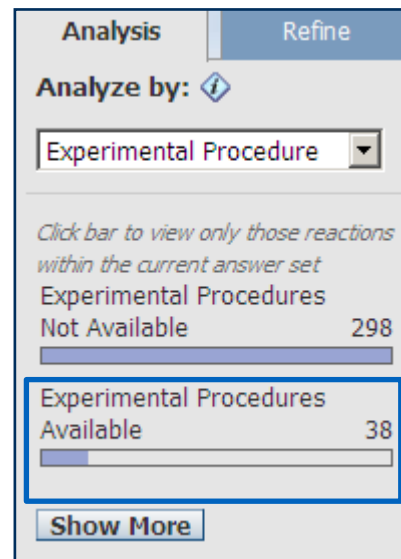 Analysis Refine
Analyze by:
Experimental Procedure
Click bar to view only those reactions
within the current answer set
Experimental Procedures
Not Available 298
Experimental Procedures
Available 38
Show More